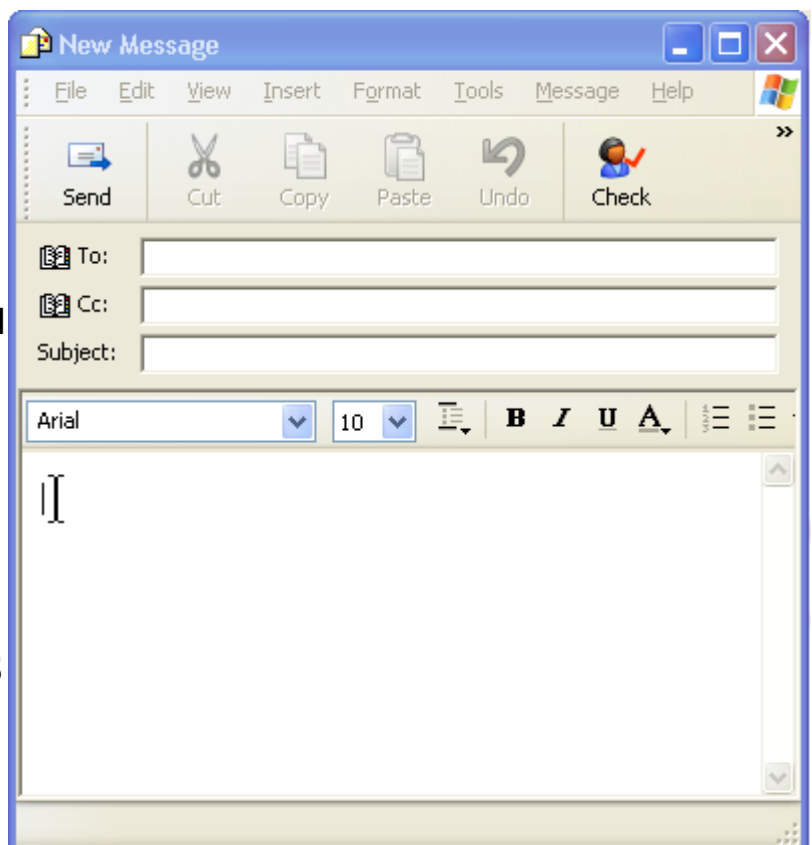 New Message
File Edit View Insert Format Tools Message Help
Send Cut Copy Paste Undo Check
To:
Cc:
Subject:
Arial 10 B I U A